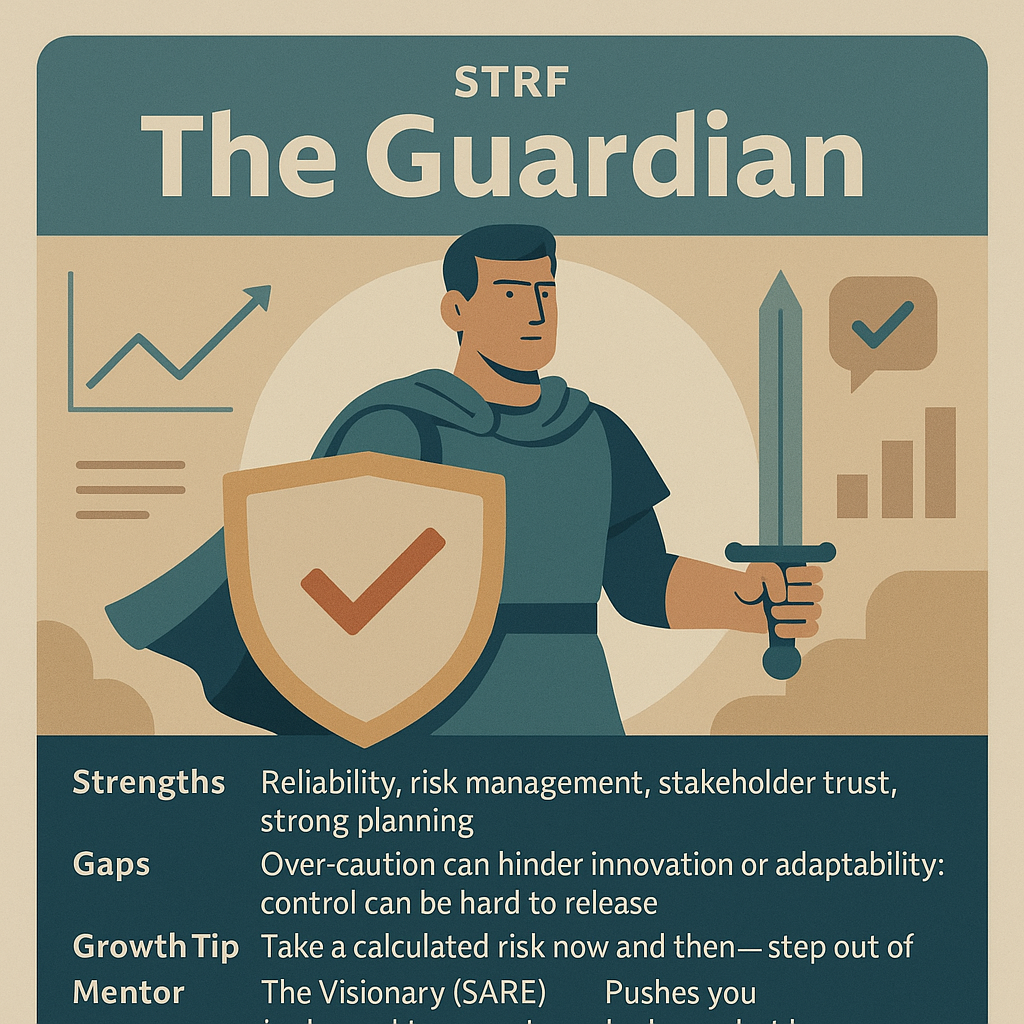 STRF
The Guardian
Strengths Reliability, risk management, stakeholder trust,
strong planning
Gaps Over-caution can hinder innovation or adaptability:
control can be hard to release
Growth Tip Take a calculated risk now and then—step out of
Mentor The Visionary (SARE) Pushes you